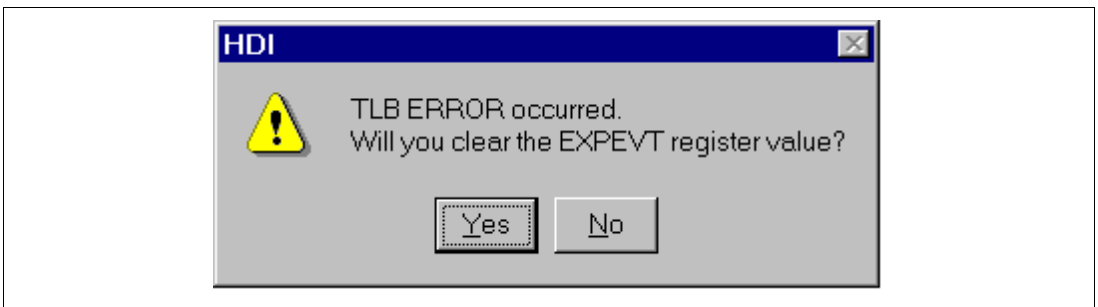 HDI
TLB ERROR occurred.
Will you clear the EXPEVT register value?
Yes
No